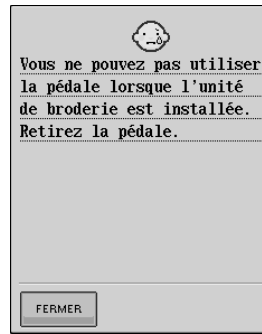 Vous ne pouvez pas utiliser
la pédale lorsque l'unité
de broderie est installée.
Retirez la pédale.
FERMER